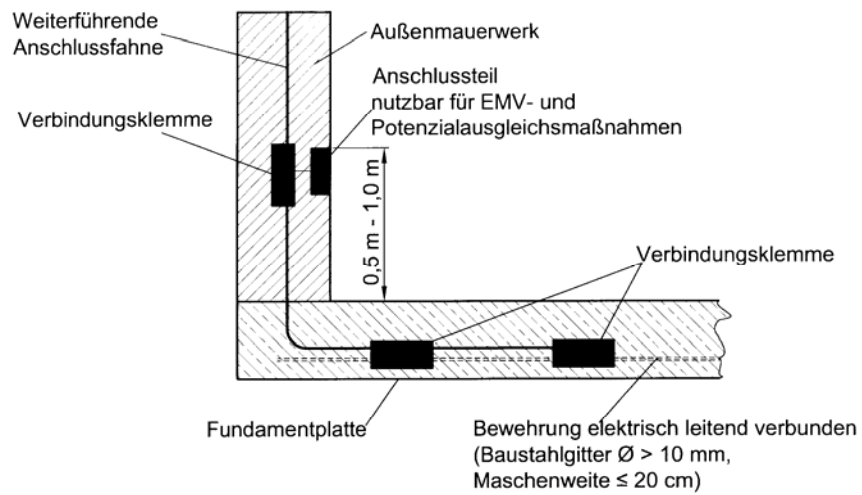 Weiterführende
Anschlussfahne
Außenmauerwerk
Anschlussteil
nutzbar für EMV- und
Potenzialausgleichsmaßnahmen
Verbindungsklemme
0,5 m - 1,0 m
Verbindungsklemme
Fundamentplatte
Bewehrung elektrisch leitend verbunden
(Baustahlgitter Ø > 10 mm,
Maschenweite ≤ 20 cm)